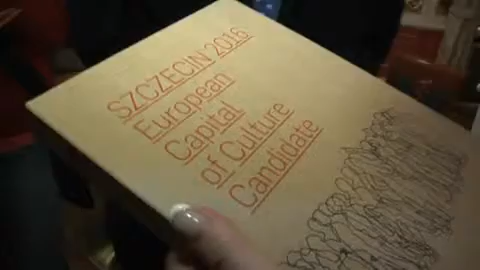 SZCZECIN 2016
European
Capital
of Culture
Candidate